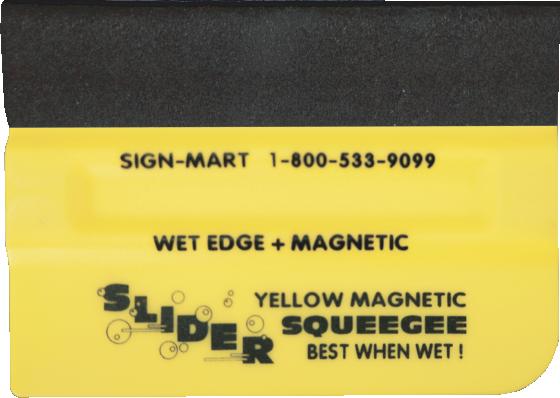 SIGN-MART 1-800-533-9099
WET EDGE + MAGNETIC
SLIDER
YELLOW MAGNETIC
SQUEEGEE
BEST WHEN WET !